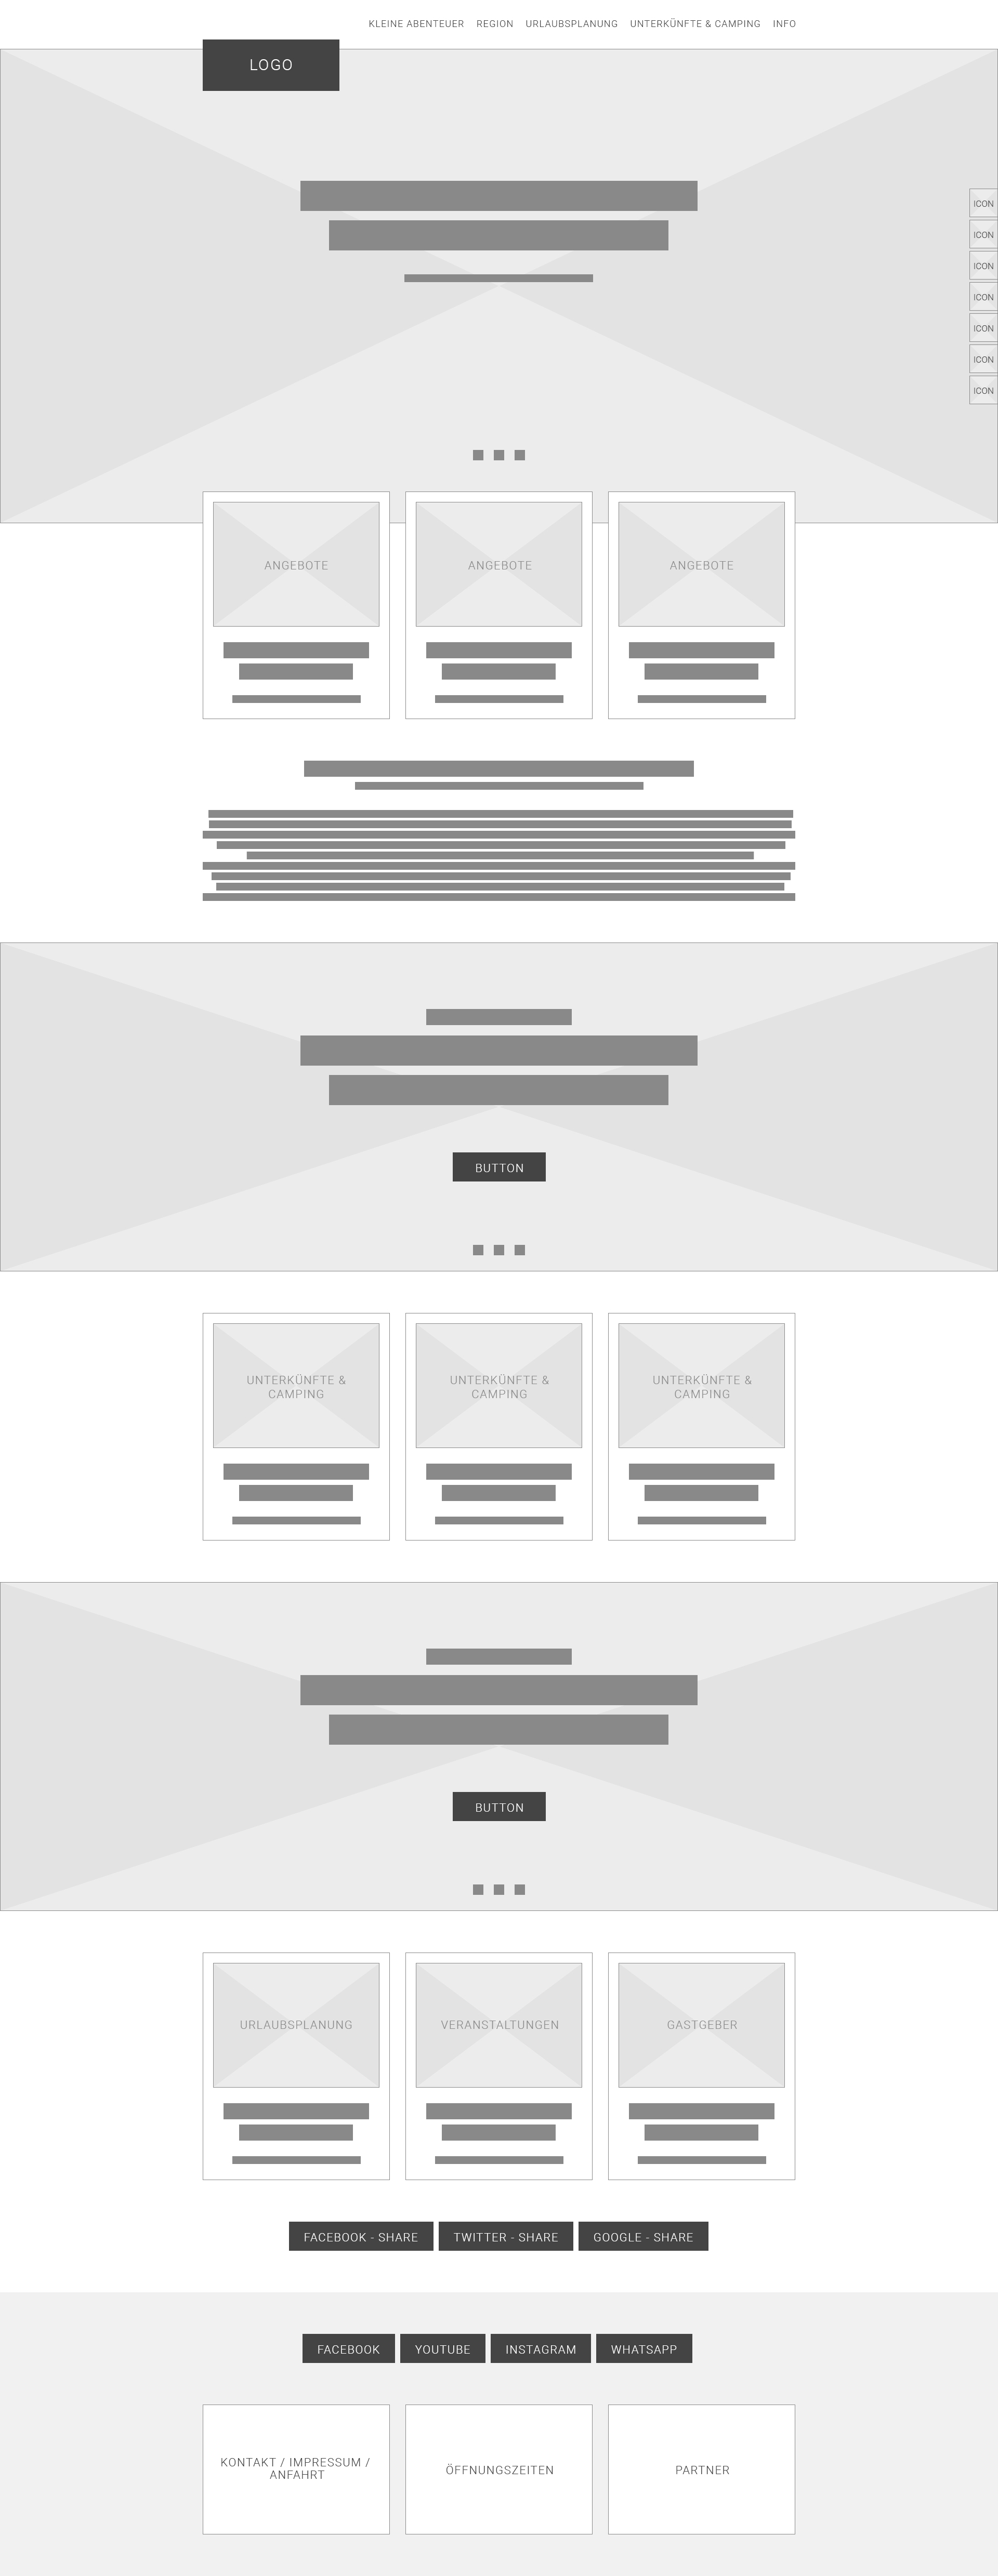 KLEINE ABENTEUER REGION URLAUBSPLANUNG UNTERKÜNFTE & CAMPING INFO
LOGO
ICON
ICON
ICON
ICON
ICON
ICON
ICON
ANGEBOTE ANGEBOTE ANGEBOTE
BUTTON
UNTERKÜNFTE &
CAMPING
UNTERKÜNFTE &
CAMPING
UNTERKÜNFTE &
CAMPING
BUTTON
URLAUBSPLANUNG VERANSTALTUNGEN GASTGEBER
FACEBOOK - SHARE TWITTER - SHARE GOOGLE - SHARE
FACEBOOK YOUTUBE INSTAGRAM WHATSAPP
KONTAKT / IMPRESSUM /
ANFAHRT
ÖFFNUNGSZEITEN
PARTNER